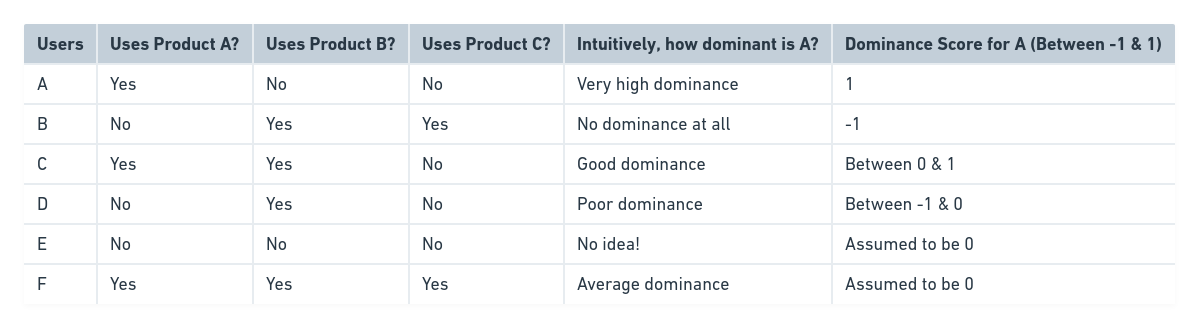 Users Uses Product A? Uses Product B? Uses Product C? Intuitively, how dominant is A? Dominance Score for A (Between -1 & 1)
A Yes No No Very high dominance 1
B No Yes Yes No dominance at all -1
C Yes Yes No Good dominance Between 0 & 1
D No Yes No Poor dominance Between -1 & 0
E No No No No idea! Assumed to be 0
F Yes Yes Yes Average dominance Assumed to be 0